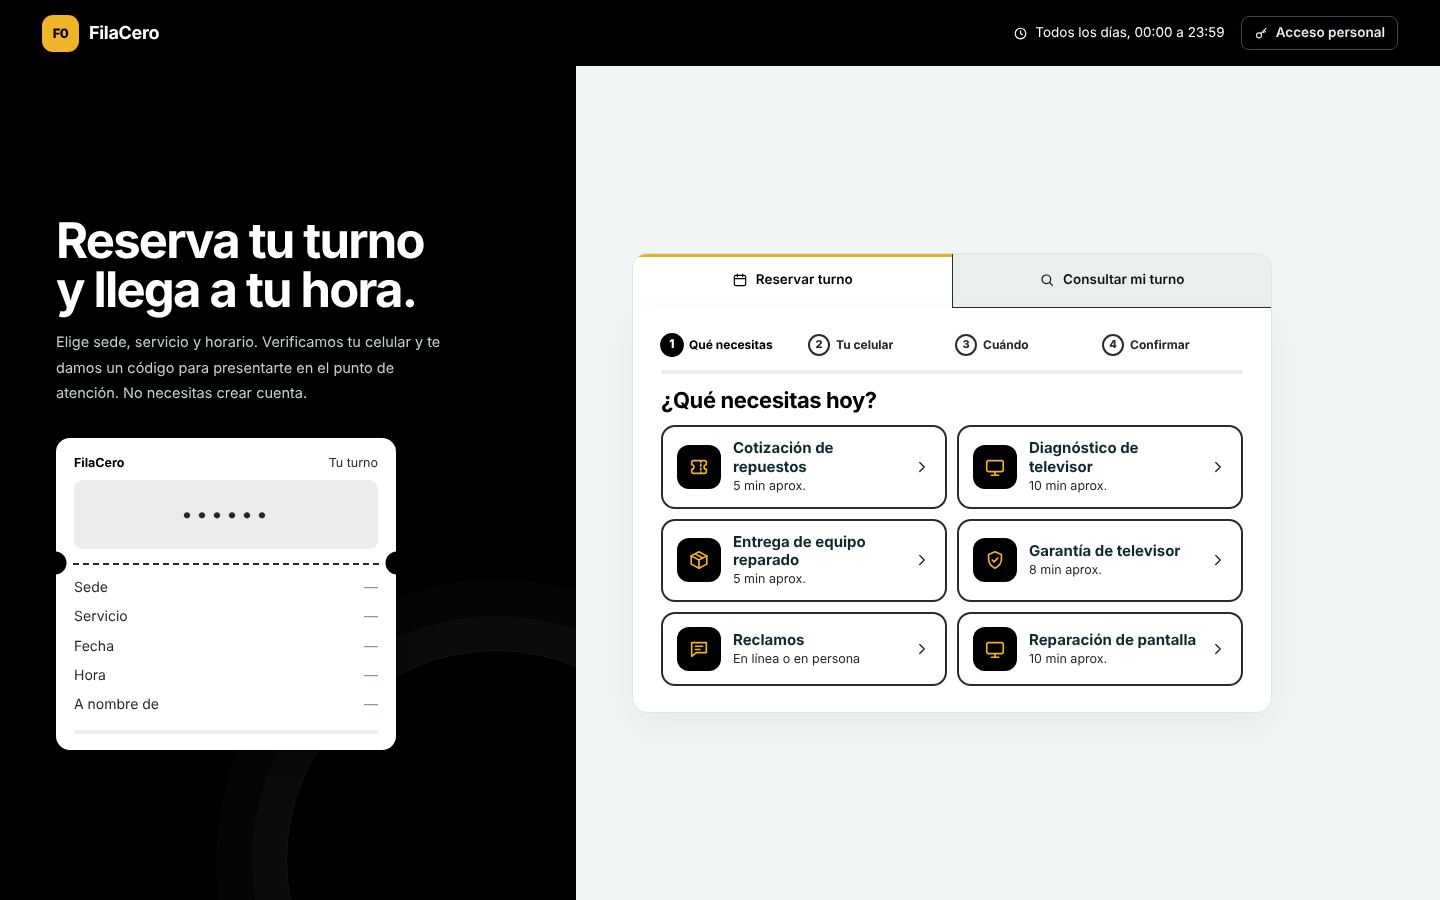 F0
FilaCero
Todos los días, 00:00 a 23:59
Acceso personal
Reserva tu turno
y llega a tu hora.
Elige sede, servicio y horario. Verificamos tu celular y te
damos un código para presentarte en el punto de
atención. No necesitas crear cuenta.
FilaCero
Tu turno
••••••
Sede —
Servicio —
Fecha —
Hora —
A nombre de —
Reservar turno
Consultar mi turno
1 Qué necesitas
2 Tu celular
3 Cuándo
4 Confirmar
¿Qué necesitas hoy?
Cotización de
repuestos
5 min aprox.
Diagnóstico de
televisor
10 min aprox.
Entrega de equipo
reparado
5 min aprox.
Garantía de televisor
8 min aprox.
Reclamos
En línea o en persona
Reparación de pantalla
10 min aprox.